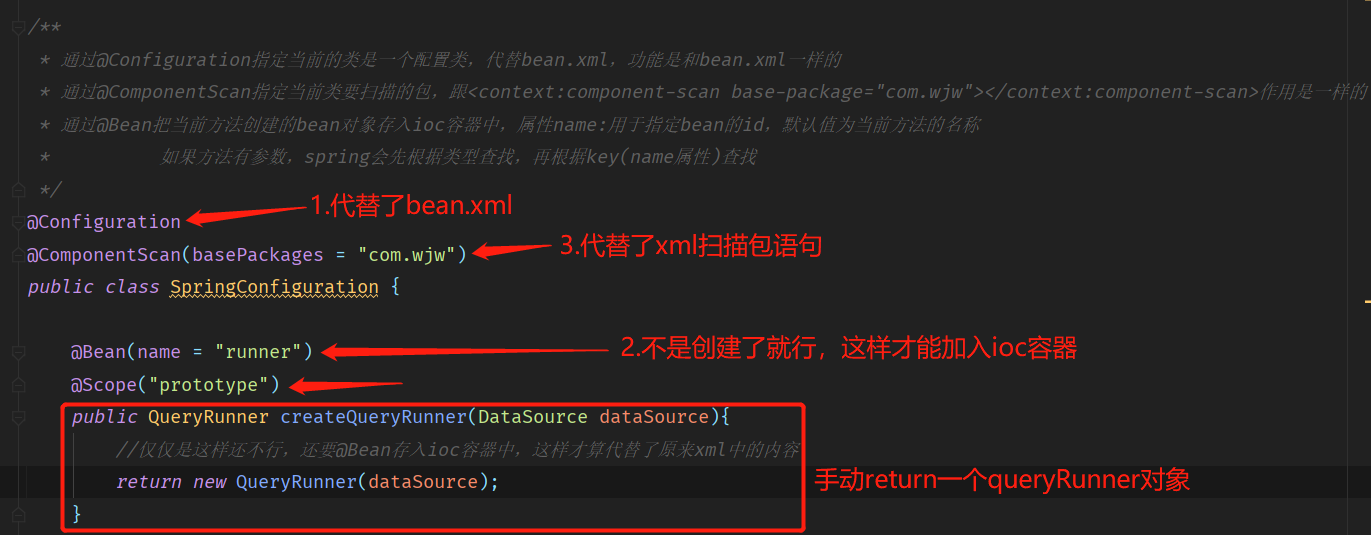 /**
* 通过@Configuration指定当前的类是一个配置类，代替bean.xml，功能是和bean.xml一样的
* 通过@ComponentScan指定当前类要扫描的包，跟<context:component-scan base-package="com.wjw"></context:component-scan>作用是一样的
* 通过@Bean把当前方法创建的bean对象存入ioc容器中，属性name:用于指定bean的id，默认值为当前方法的名称
* 如果方法有参数，spring会先根据类型查找，再根据key(name属性)查找
*/
1.代替了bean.xml
@Configuration
3.代替了xml扫描包语句
@ComponentScan(basePackages = "com.wjw")
public class SpringConfiguration {
@Bean(name = "runner")
2.不是创建了就行，这样才能加入ioc容器
@Scope("prototype")
public QueryRunner createQueryRunner(DataSource dataSource){
//仅仅是这样还不行，还要@Bean存入ioc容器中，这样才算代替了原来xml中的内容
return new QueryRunner(dataSource);
手动return一个queryRunner对象
}